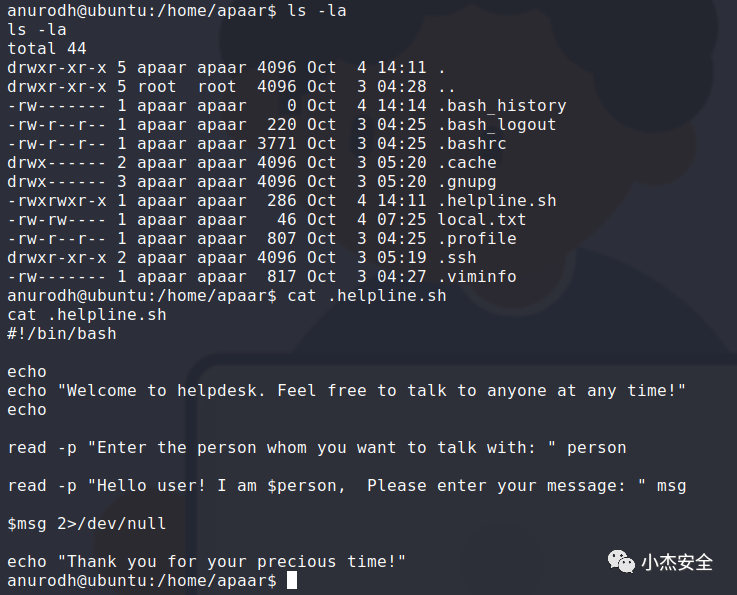 anurodh@ubuntu:/home/apaar$ ls -la
ls -la
total 44
drwxr-xr-x 5 apaar apaar 4096 Oct  4 14:11 .
drwxr-xr-x 5 root  root  4096 Oct  3 04:28 ..
-rw------- 1 apaar apaar    0 Oct  4 14:14 .bash_history
-rw-r--r-- 1 apaar apaar  220 Oct  3 04:25 .bash_logout
-rw-r--r-- 1 apaar apaar 3771 Oct  3 04:25 .bashrc
drwx------ 2 apaar apaar 4096 Oct  3 05:20 .cache
drwx------ 3 apaar apaar 4096 Oct  3 05:20 .gnupg
-rwxrwxr-x 1 apaar apaar  286 Oct  4 14:11 .helpline.sh
-rw-rw---- 1 apaar apaar   46 Oct  4 07:25 local.txt
-rw-r--r-- 1 apaar apaar  807 Oct  3 04:25 .profile
drwxr-xr-x 2 apaar apaar 4096 Oct  3 05:19 .ssh
-rw------- 1 apaar apaar  817 Oct  3 04:27 .viminfo
anurodh@ubuntu:/home/apaar$ cat .helpline.sh
cat .helpline.sh
#!/bin/bash
echo
echo "Welcome to helpdesk. Feel free to talk to anyone at any time!"
echo
read -p "Enter the person whom you want to talk with: " person
read -p "Hello user! I am $person,  Please enter your message: " msg
$msg 2>/dev/null
echo "Thank you for your precious time!"
anurodh@ubuntu:/home/apaar$
小杰安全